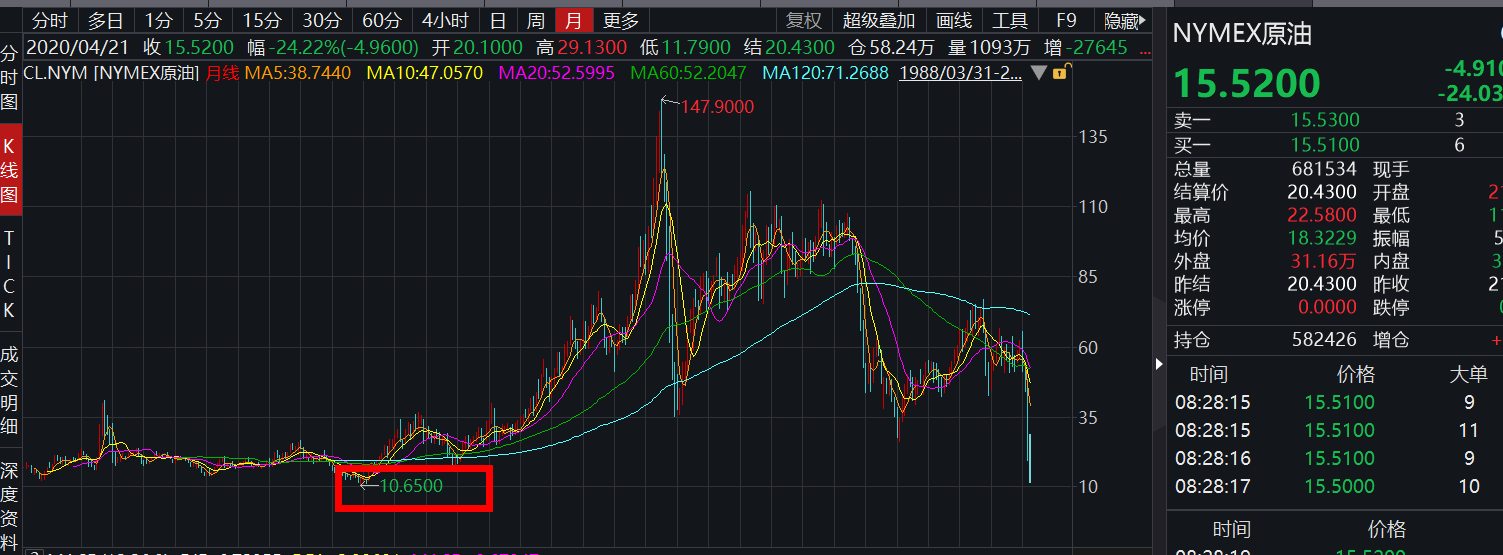 分时 多日 1分 5分 15分 30分 60分 4小时 日 周 月 更多 复权 超级叠加 画线 工具 F9 隐藏
2020/04/21 收15.5200 幅-24.22%(-4.9600) 开20.1000 高29.1300 低11.7900 结20.4300 仓58.24万 量1093万 增-27645 ...
CL.NYM [NYMEX原油] 月线 MA5:38.7440 MA10:47.0570 MA20:52.5995 MA60:52.2047 MA120:71.2688 1988/03/31-2...
分时图
K线图
TICK
成交明细
深度资料
147.9000
135
110
85
60
35
10
10.6500
NYMEX原油
15.5200
-4.910
-24.03
卖一 15.5300 3
买一 15.5100 6
总量 681534 现手
结算价 20.4300 开盘 2
最高 22.5800 最低 1
均价 18.3229 振幅 5
外盘 31.16万 内盘 3
昨结 20.4300 昨收 2
涨停 0.0000 跌停
持仓 582426 增仓 +
时间 价格 大单
08:28:15 15.5100 9
08:28:15 15.5100 11
08:28:16 15.5100 9
08:28:17 15.5000 10
时间 价格